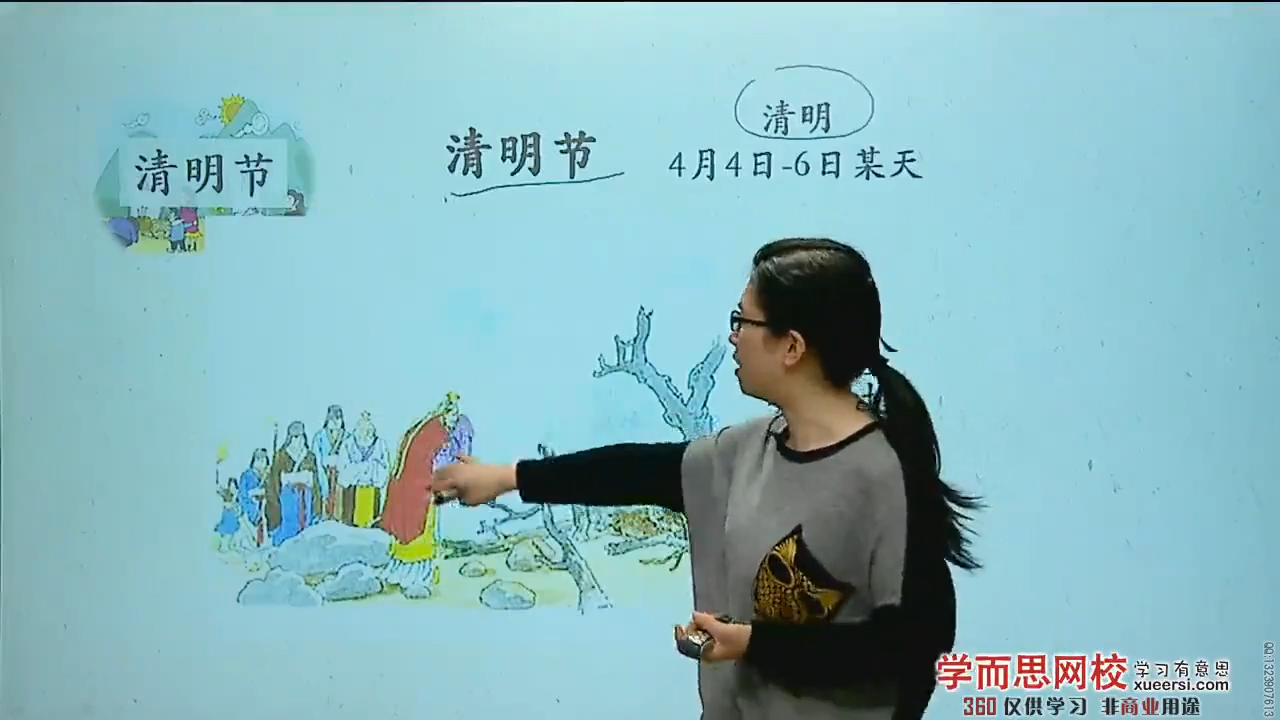 清明节
清明节
清明
4月4日-6日某天
学而思网校 学习有意思
xueersi.com
360 仅供学习 非商业用途
QQ:132907613